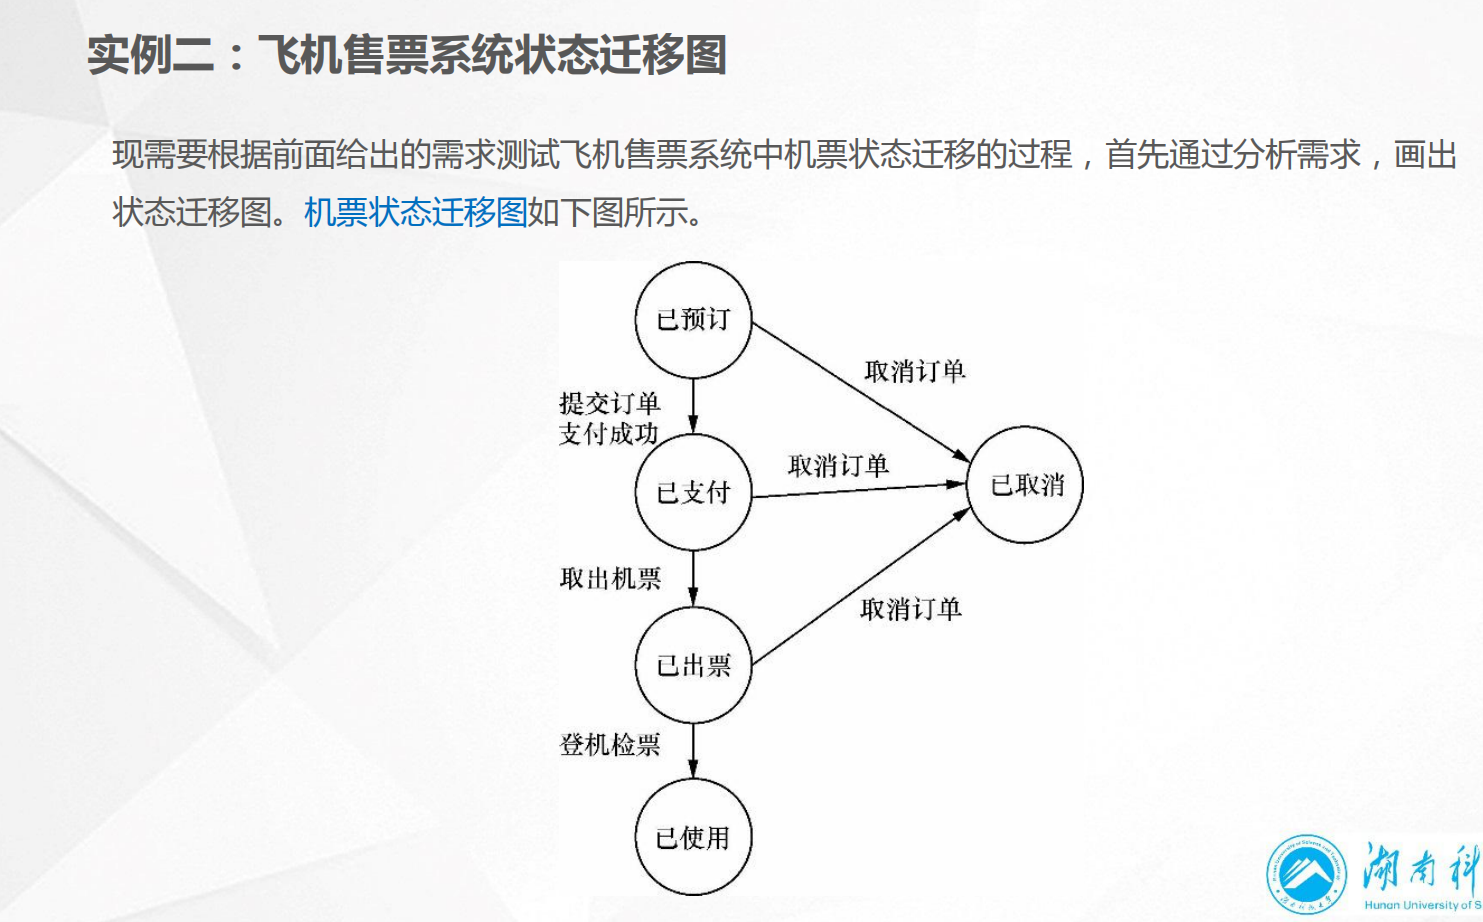 实例二：飞机售票系统状态迁移图
现需要根据前面给出的需求测试飞机售票系统中机票状态迁移的过程，首先通过分析需求，画出
状态迁移图。机票状态迁移图如下图所示。
已预订
取消订单
提交订单
支付成功
取消订单
已支付
已取消
取出机票
取消订单
已出票
登机检票
已使用
湖南科
Hunan University of S